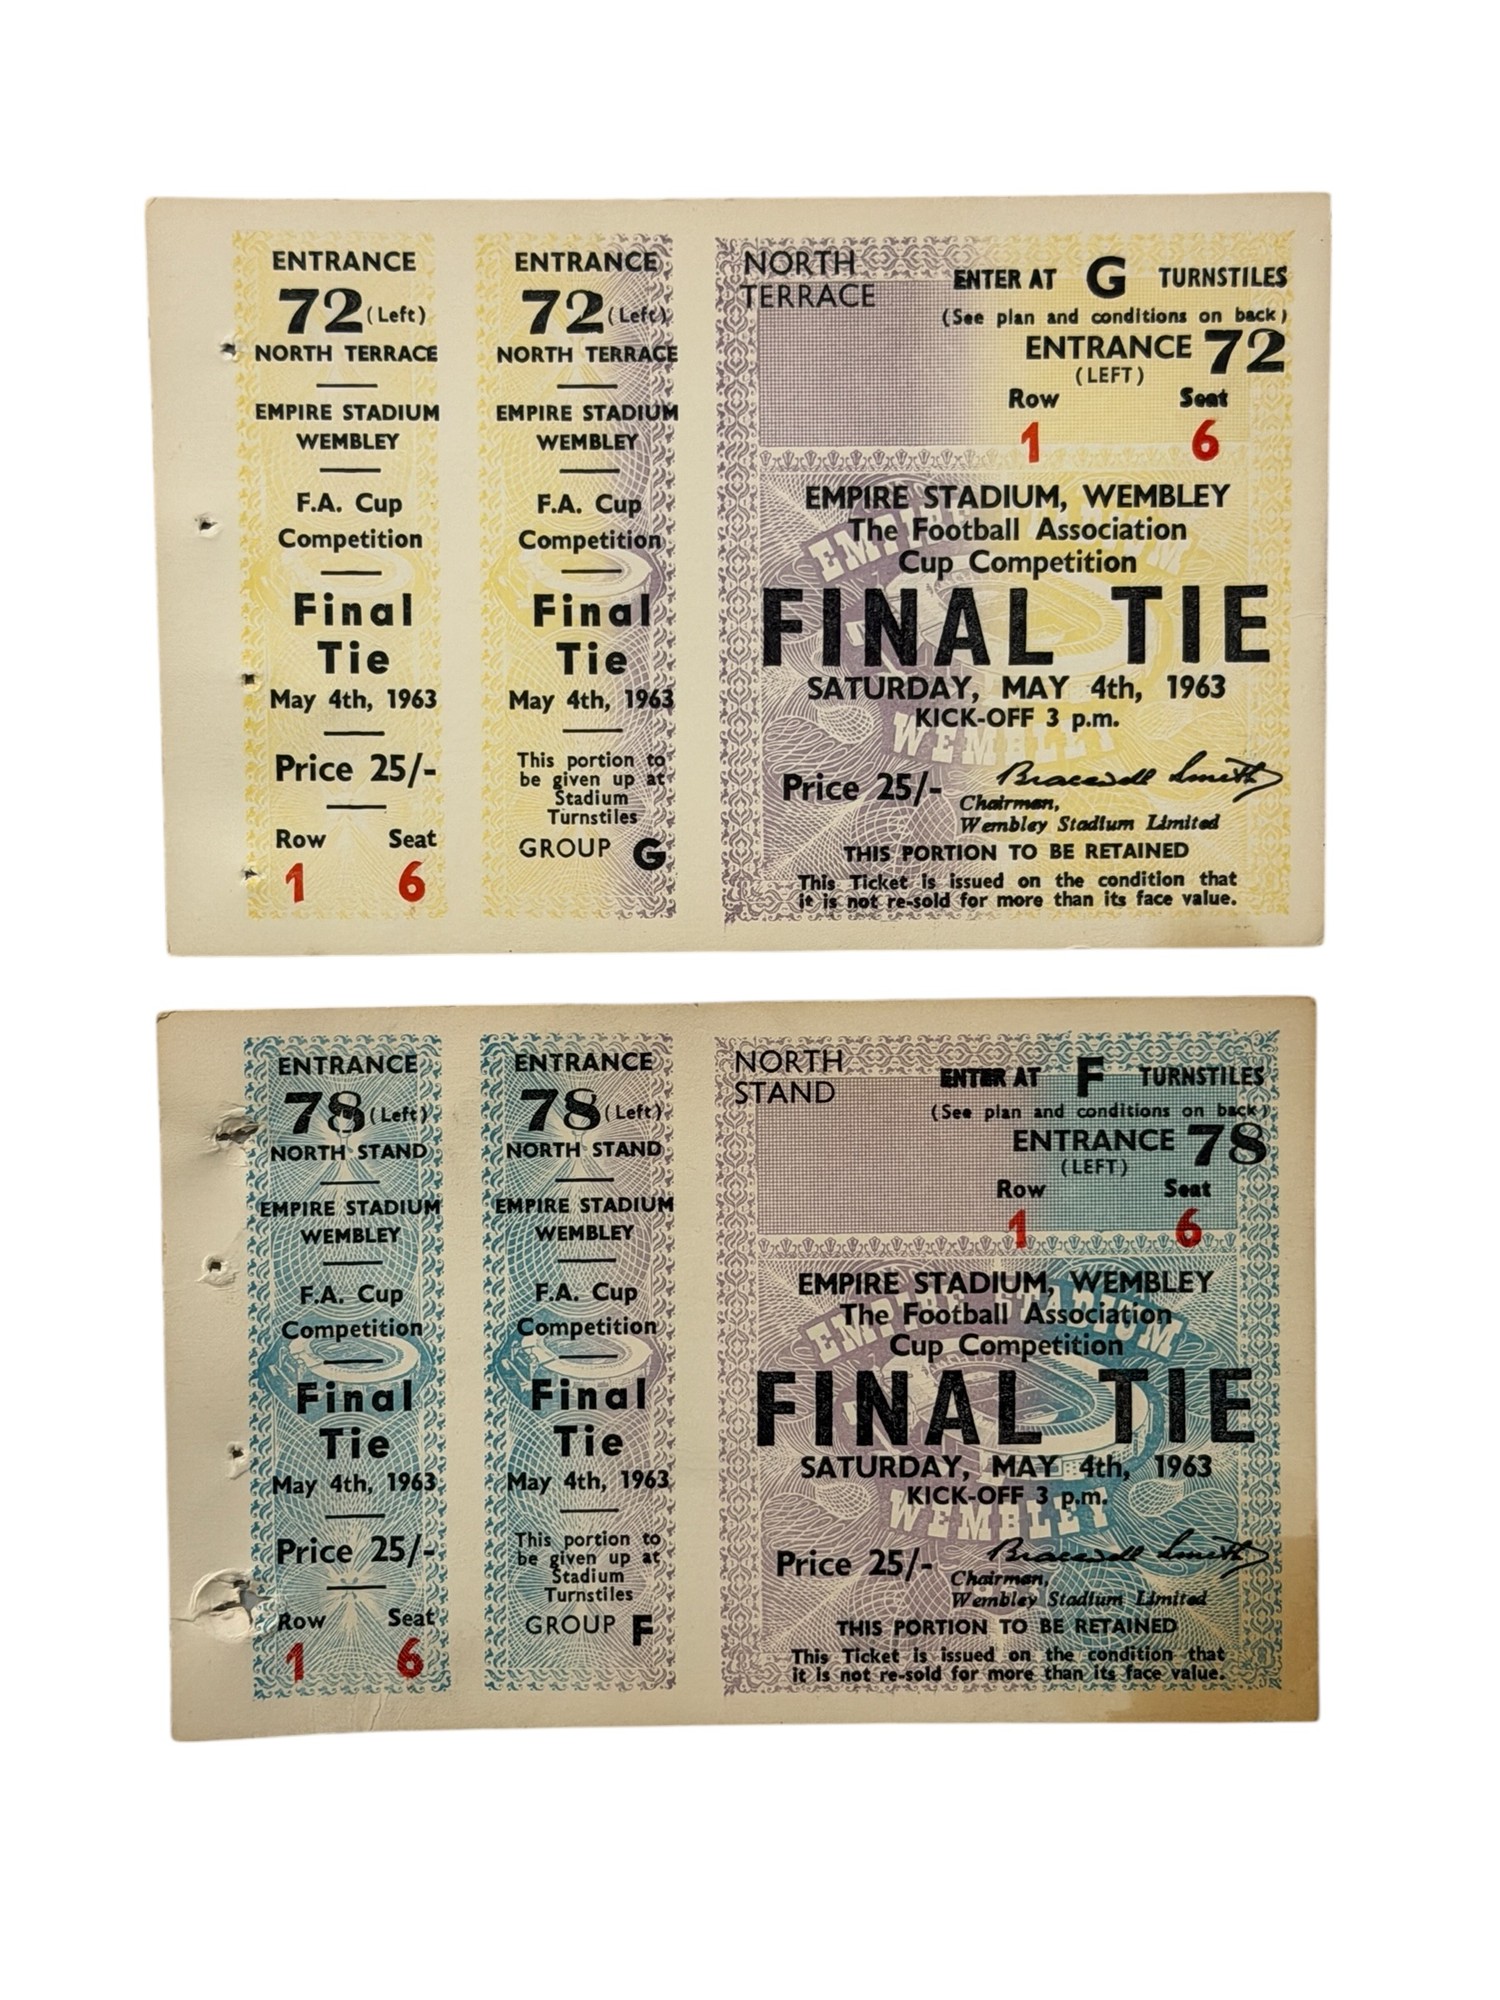 ENTRANCE
72 (Left)
NORTH TERRACE
EMPIRE STADIUM
WEMBLEY
F.A. Cup
Competition
Final
Tie
May 4th, 1963
Price 25/-
Row Seat
1 6
ENTRANCE
72 (Left)
NORTH TERRACE
EMPIRE STADIUM
WEMBLEY
F.A. Cup
Competition
Final
Tie
May 4th, 1963
This portion to
be given up at
Stadium
Turnstiles
GROUP G
NORTH
TERRACE
ENTER AT G TURNSTILES
(See plan and conditions on back)
ENTRANCE 72
(LEFT)
Row Seat
1 6
EMPIRE STADIUM, WEMBLEY
The Football Association
Cup Competition
FINAL TIE
SATURDAY, MAY 4th, 1963
KICK-OFF 3 p.m.
EMPIRE STADIUM
WEMBLEY
Price 25/-
Bracewell Smith
Chairman,
Wembley Stadium Limited
THIS PORTION TO BE RETAINED
This Ticket is issued on the condition that
it is not re-sold for more than its face value.
ENTRANCE
78 (Left)
NORTH STAND
EMPIRE STADIUM
WEMBLEY
F.A. Cup
Competition
Final
Tie
May 4th, 1963
Price 25/-
Row Seat
1 6
ENTRANCE
78 (Left)
NORTH STAND
EMPIRE STADIUM
WEMBLEY
F.A. Cup
Competition
Final
Tie
May 4th, 1963
This portion to
be given up at
Stadium
Turnstiles
GROUP F
NORTH
STAND
ENTER AT F TURNSTILES
(See plan and conditions on back)
ENTRANCE 78
(LEFT)
Row Seat
1 6
EMPIRE STADIUM, WEMBLEY
The Football Association
Cup Competition
FINAL TIE
SATURDAY, MAY 4th, 1963
KICK-OFF 3 p.m.
EMPIRE STADIUM
WEMBLEY
Price 25/-
Bracewell Smith
Chairman,
Wembley Stadium Limited
THIS PORTION TO BE RETAINED
This Ticket is issued on the condition that
it is not re-sold for more than its face value.